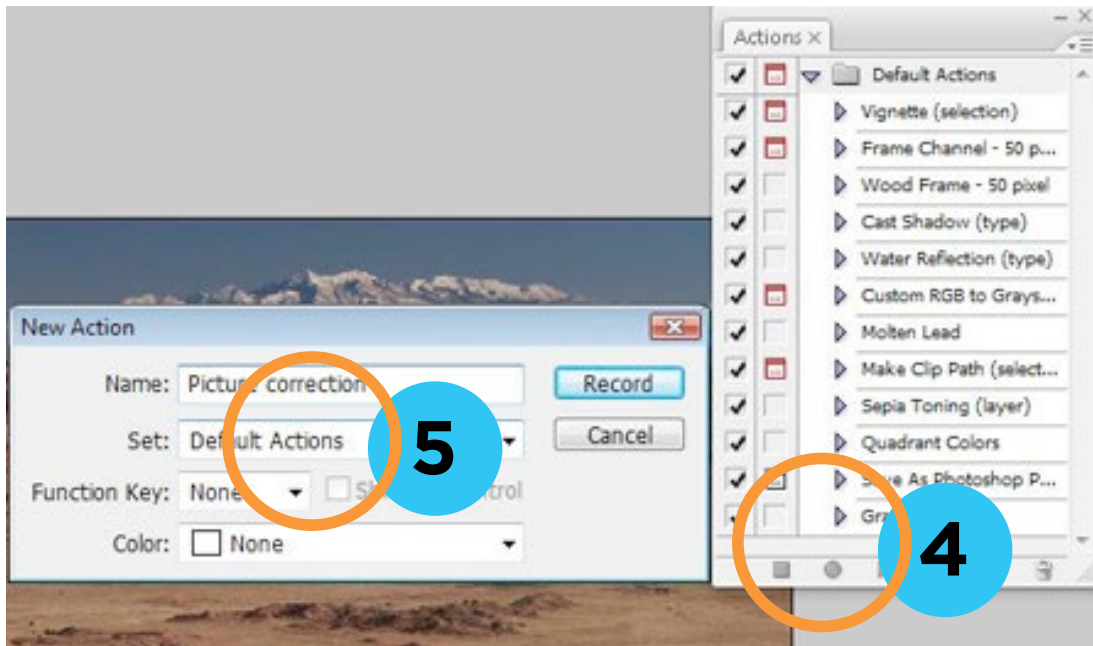 Actions
Default Actions
Vignette (selection)
Frame Channel - 50 p...
Wood Frame - 50 pixel
Cast Shadow (type)
Water Reflection (type)
Custom RGB to Grays...
Molten Lead
Make Clip Path (select...
Sepia Toning (layer)
Quadrant Colors
As Photoshop P...
4
New Action
Name: Picture correction
Record
Set: Default Actions
Cancel
5
Function Key: None
Color: None